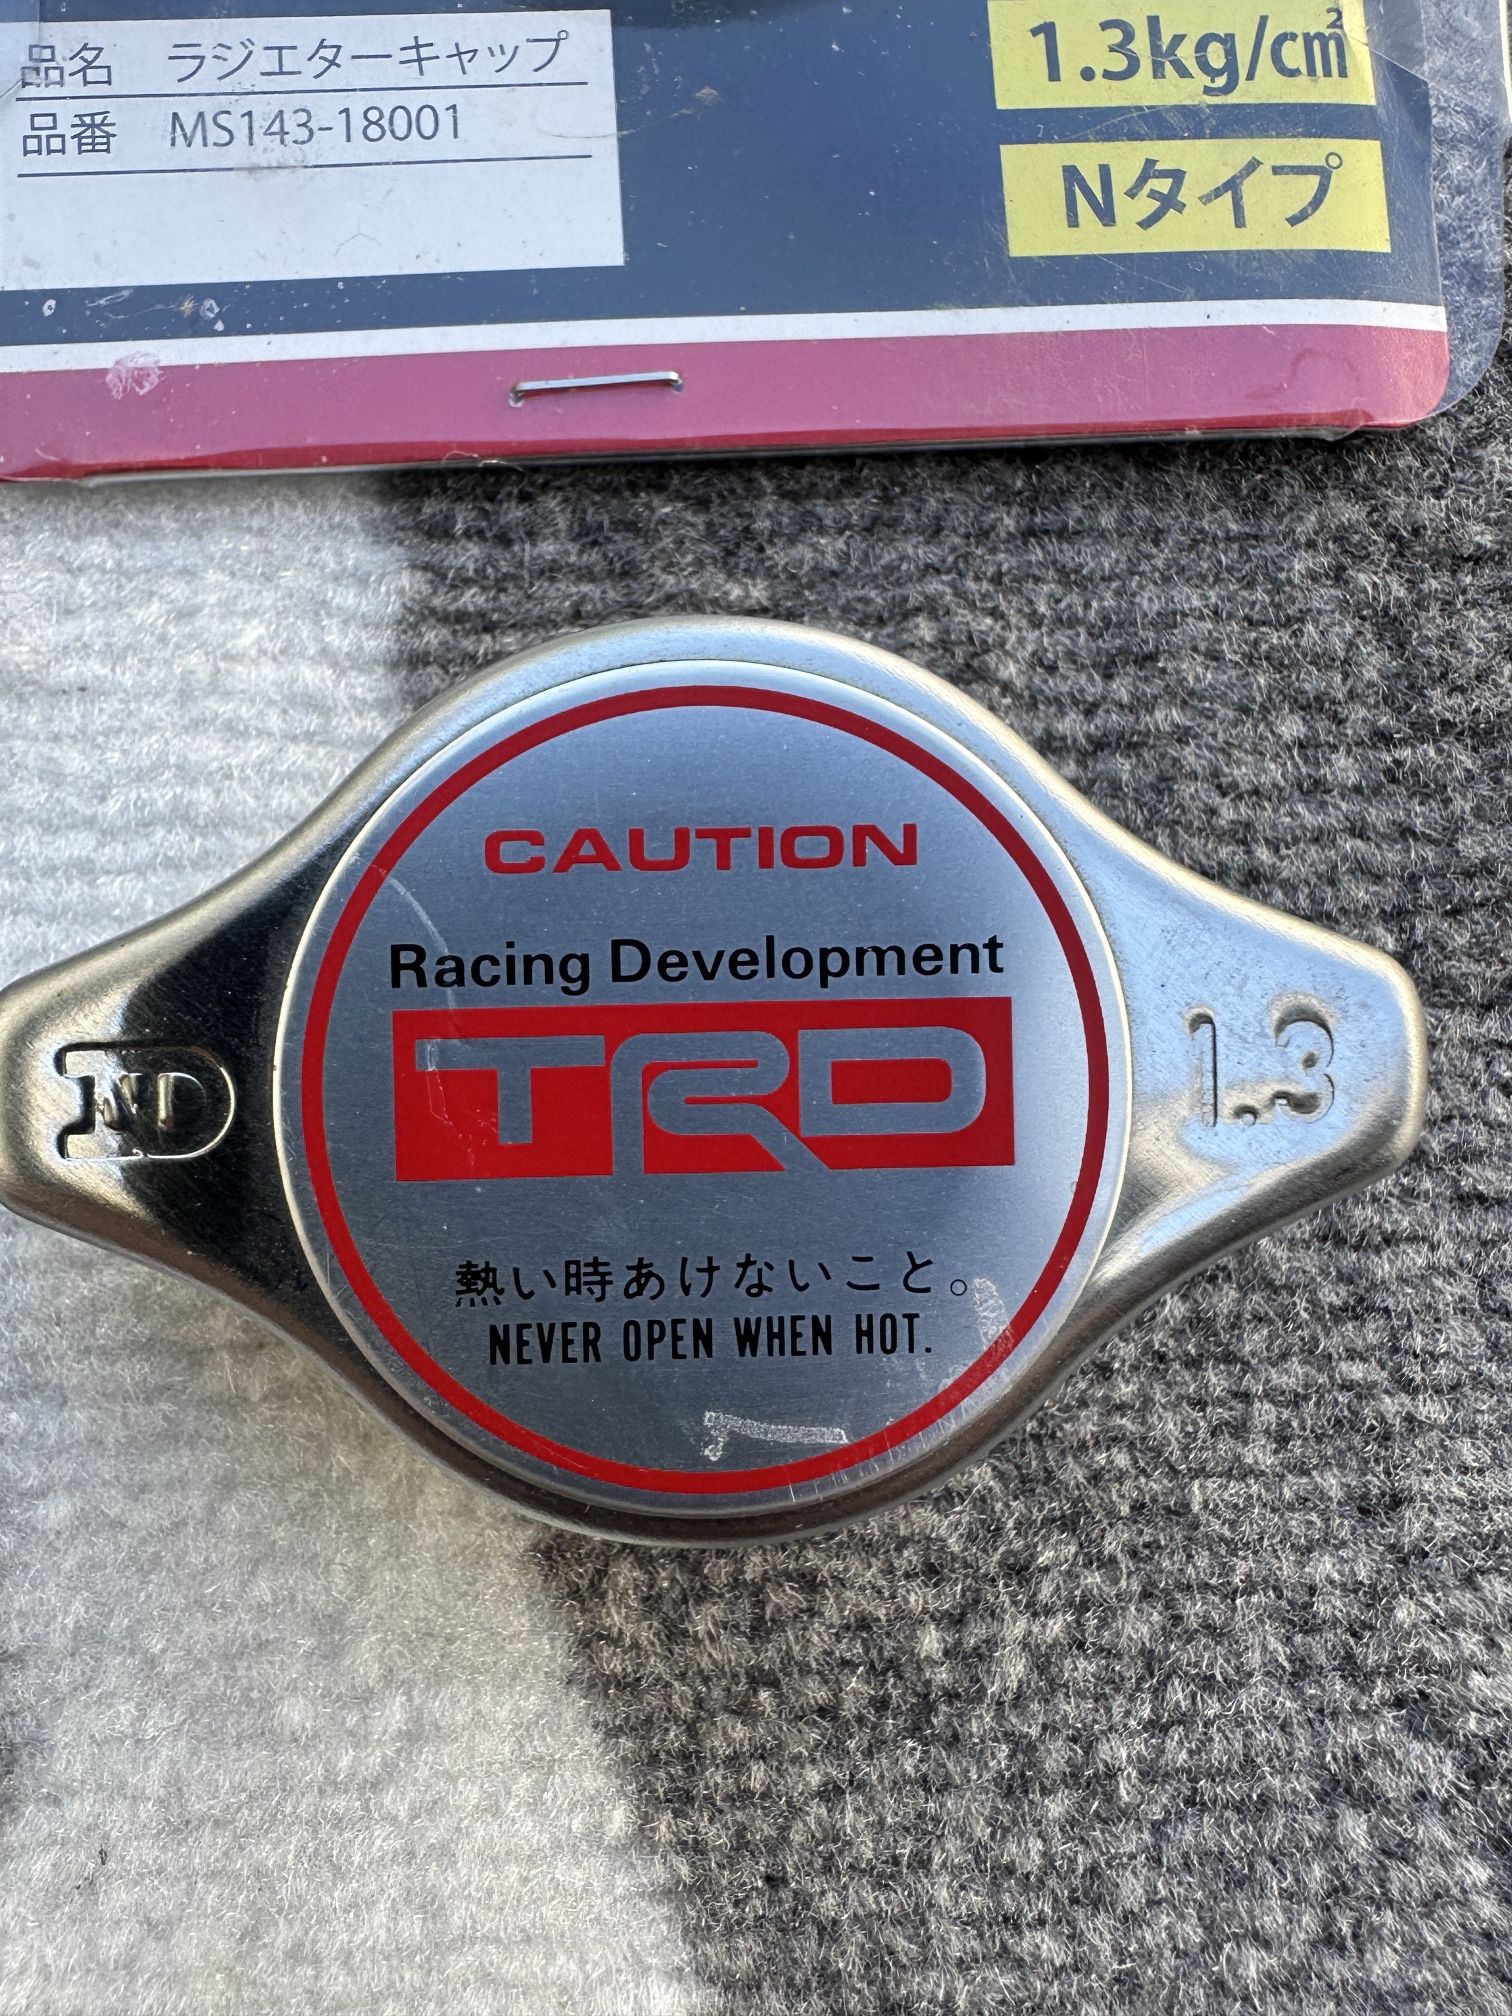 品名 ラジエターキャップ
品番 MS143-18001
1.3kg/cm²
Nタイプ
CAUTION
Racing Development
TRD
ND
1.3
熱い時あけないこと。
NEVER OPEN WHEN HOT.